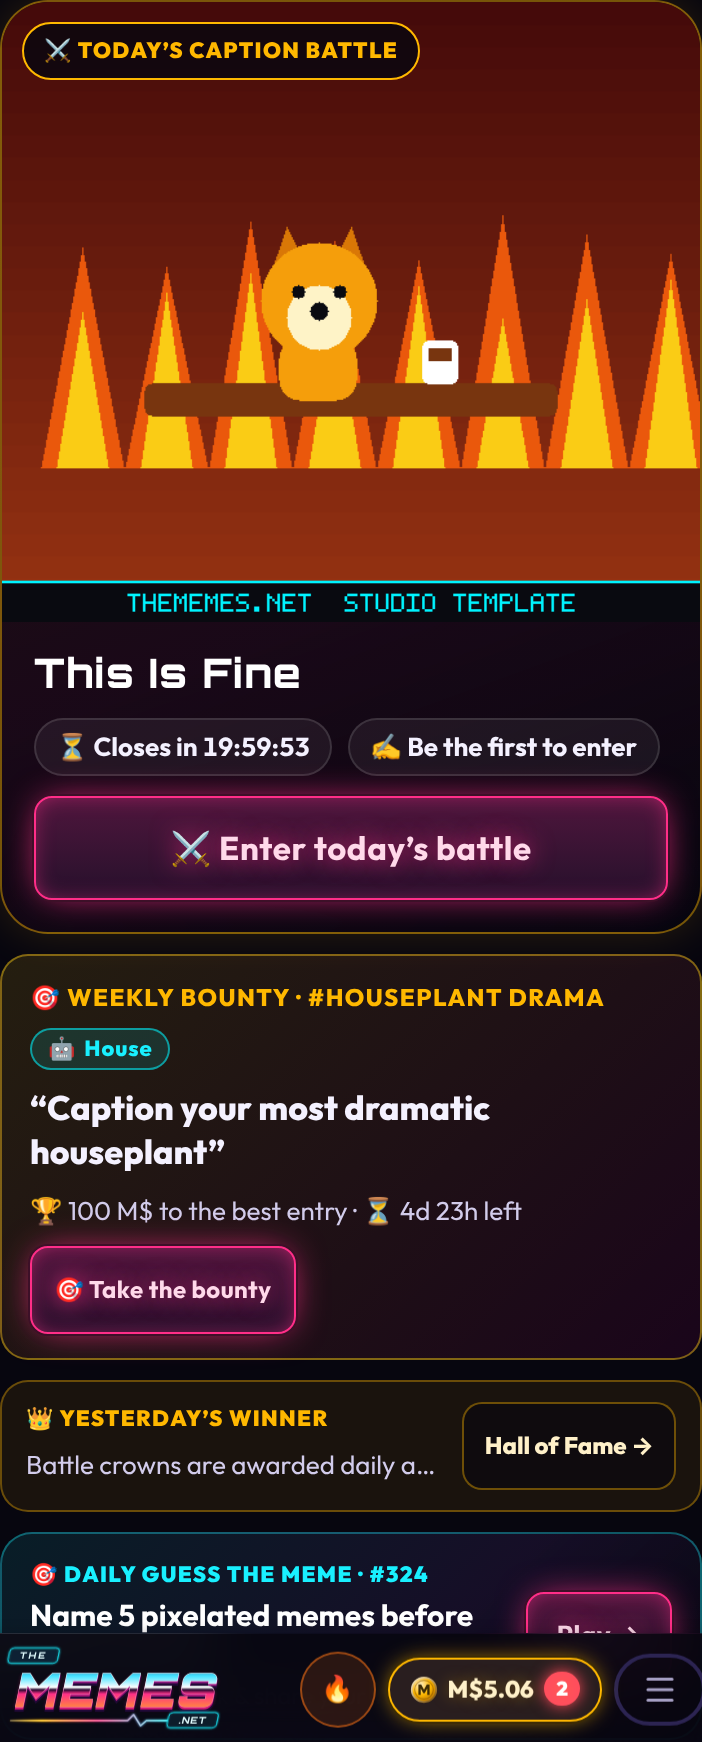 ⚔️ TODAY’S CAPTION BATTLE
THEMEMES.NET STUDIO TEMPLATE
This Is Fine
⏳ Closes in 19:59:53
✍️ Be the first to enter
⚔️ Enter today’s battle
🎯 WEEKLY BOUNTY · #HOUSEPLANT DRAMA
🤖 House
“Caption your most dramatic
houseplant”
🏆 100 M$ to the best entry · ⏳ 4d 23h left
🎯 Take the bounty
👑 YESTERDAY’S WINNER
Battle crowns are awarded daily a…
Hall of Fame →
🎯 DAILY GUESS THE MEME · #324
Name 5 pixelated memes before
Play →
THE
MEMES
.NET
🔥
M M$5.06 2